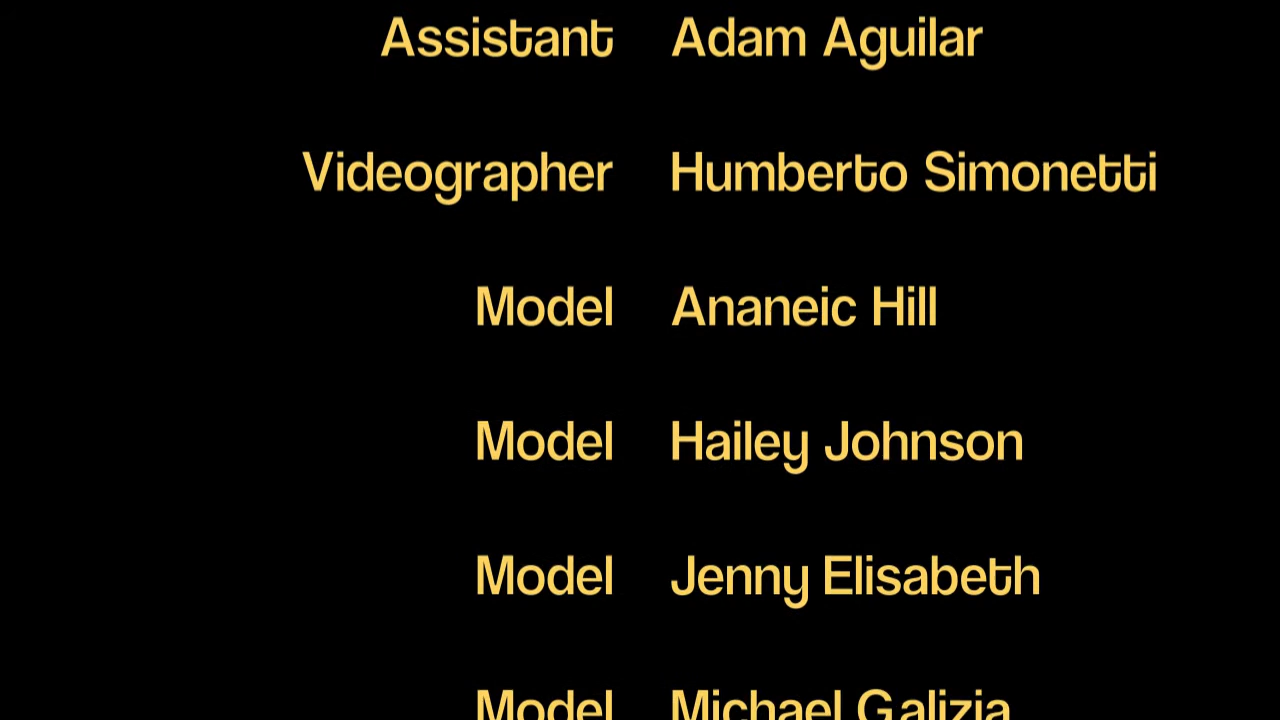 Assistant Adam Aguilar
Videographer Humberto Simonetti
Model Ananeic Hill
Model Hailey Johnson
Model Jenny Elisabeth
Model Michael Galizia